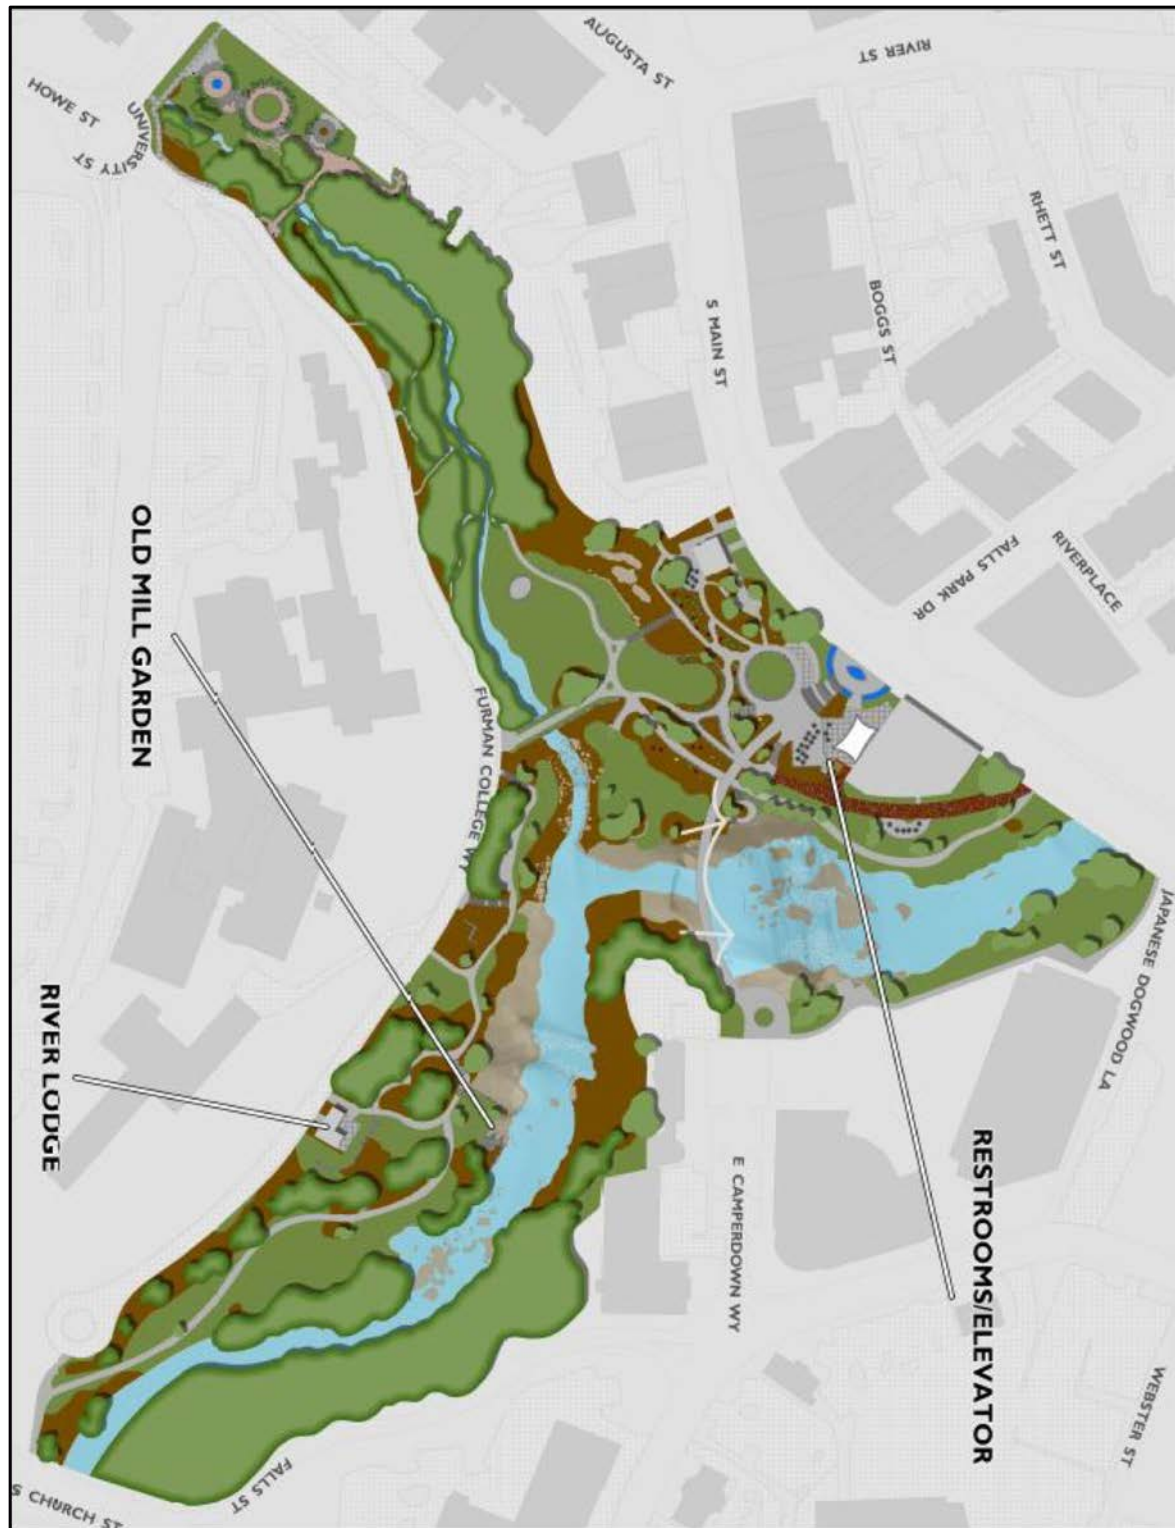 AUGUSTA ST
RIVER ST
HOWE ST
UNIVERSITY ST
RHETT ST
BOGGS ST
S MAIN ST
FALLS PARK DR
RIVERPLACE
OLD MILL GARDEN
FURMAN COLLEGE WY
JAPANESE DOGWOOD LA
RIVER LODGE
RESTROOMS/ELEVATOR
E CAMPERDOWN WY
WEBSTER ST
FALLS ST
S CHURCH ST